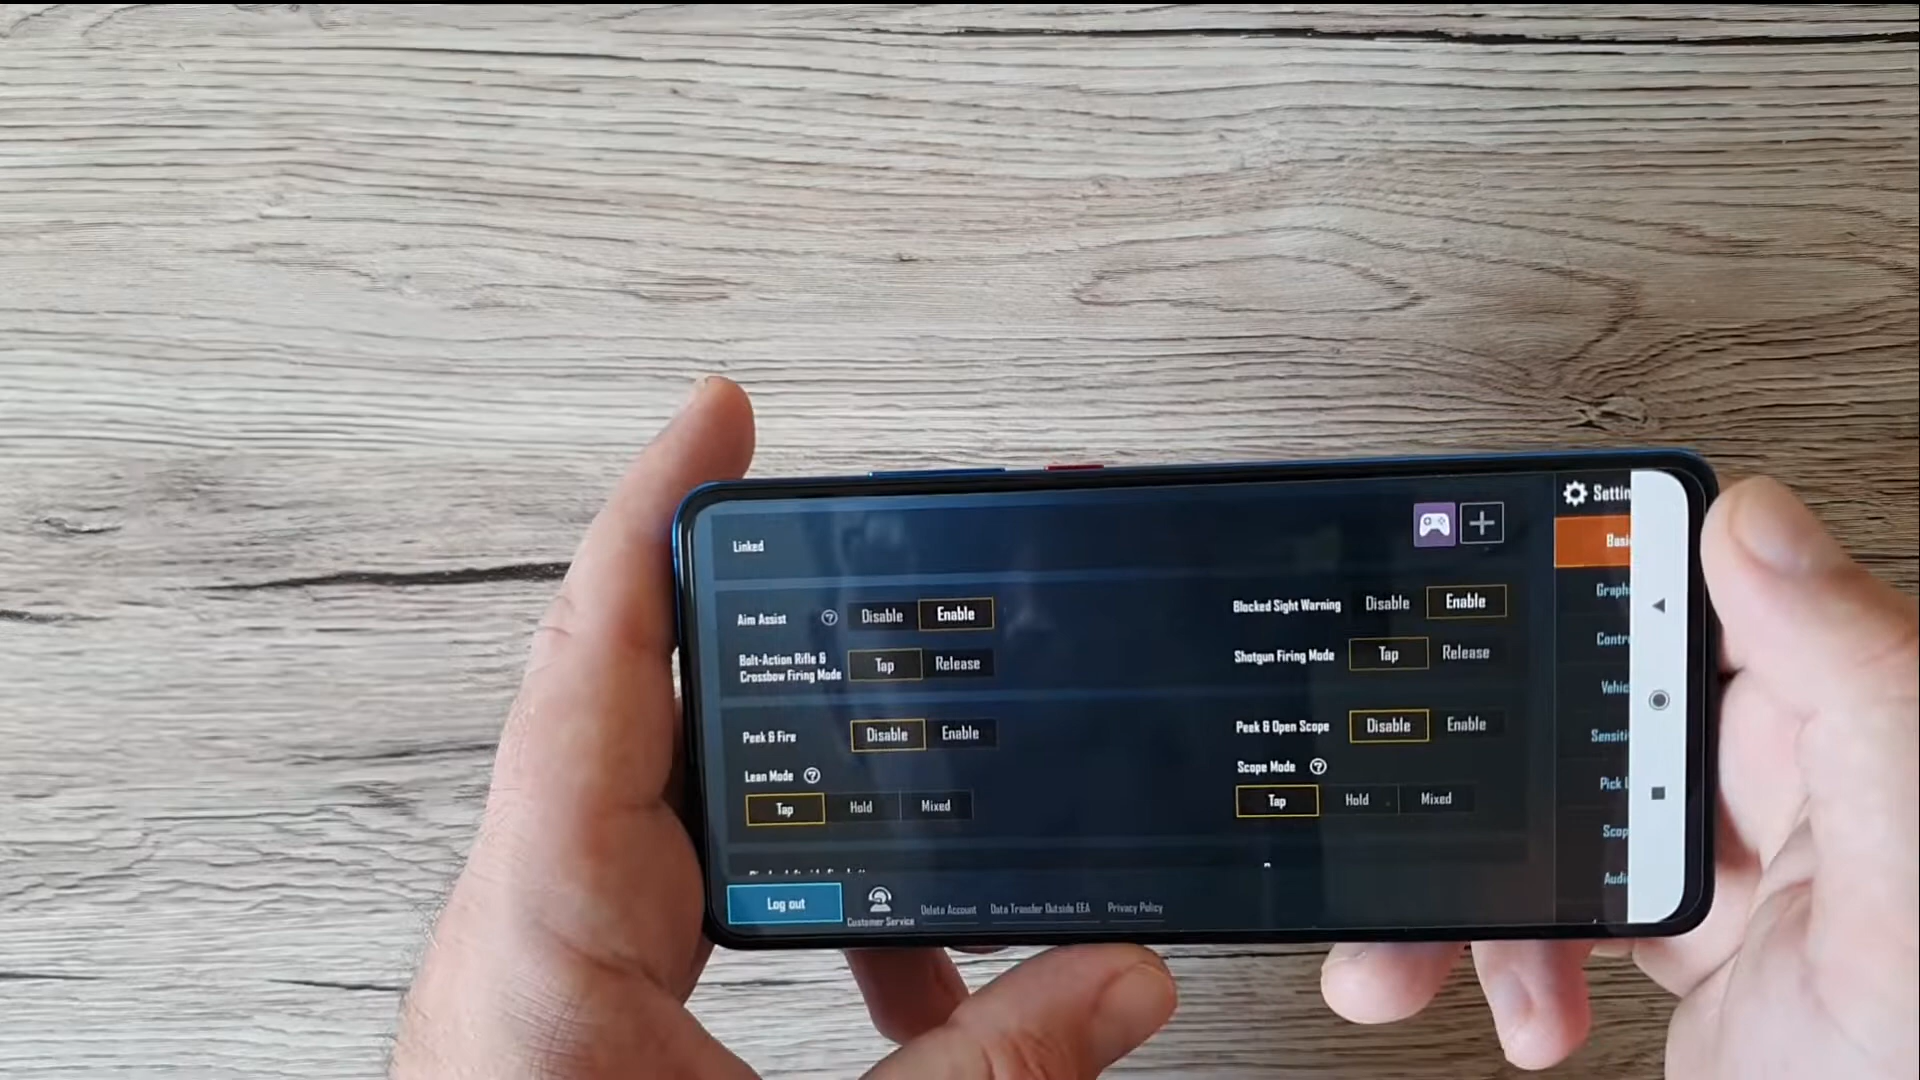 Settin
Linked
Basi
Aim Assist ? Disable Enable
Blocked Sight Warning Disable Enable
Graph
Bolt-Action Rifle &
Crossbow Firing Mode Tap Release
Shotgun Firing Mode Tap Release
Contr
Vehic
Peek & Fire Disable Enable
Peek & Open Scope Disable Enable
Sensiti
Lean Mode ?
Scope Mode ?
Tap Hold Mixed
Tap Hold Mixed
Pick
Scop
Audi
Log out
Customer Service
Delete Account
Data Transfer Outside EEA
Privacy Policy